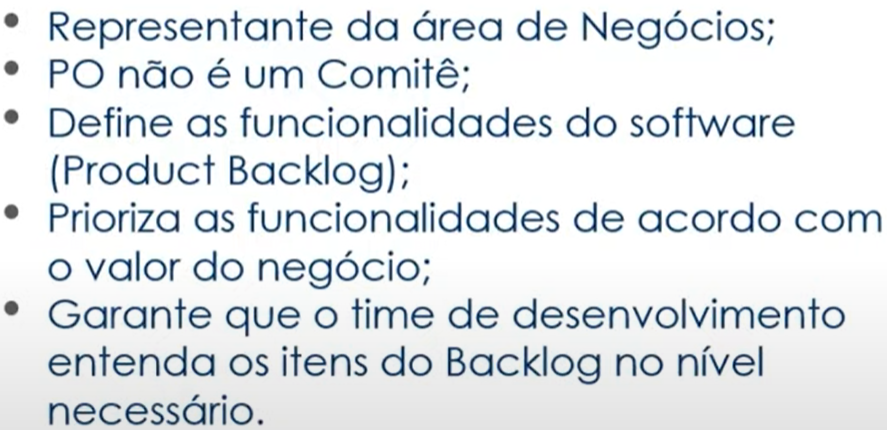 • Representante da área de Negócios;
• PO não é um Comitê;
• Define as funcionalidades do software
(Product Backlog);
• Prioriza as funcionalidades de acordo com
o valor do negócio;
• Garante que o time de desenvolvimento
entenda os itens do Backlog no nível
necessário.